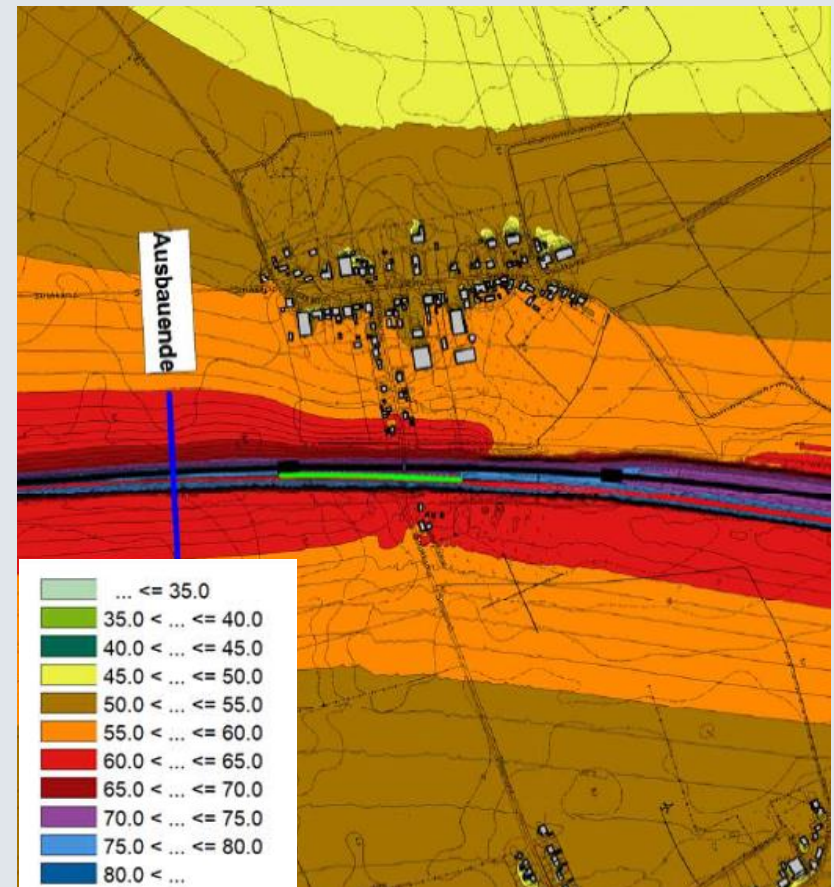 Ausbauende
... <= 35.0
35.0 < ... <= 40.0
40.0 < ... <= 45.0
45.0 < ... <= 50.0
50.0 < ... <= 55.0
55.0 < ... <= 60.0
60.0 < ... <= 65.0
65.0 < ... <= 70.0
70.0 < ... <= 75.0
75.0 < ... <= 80.0
80.0 < ...